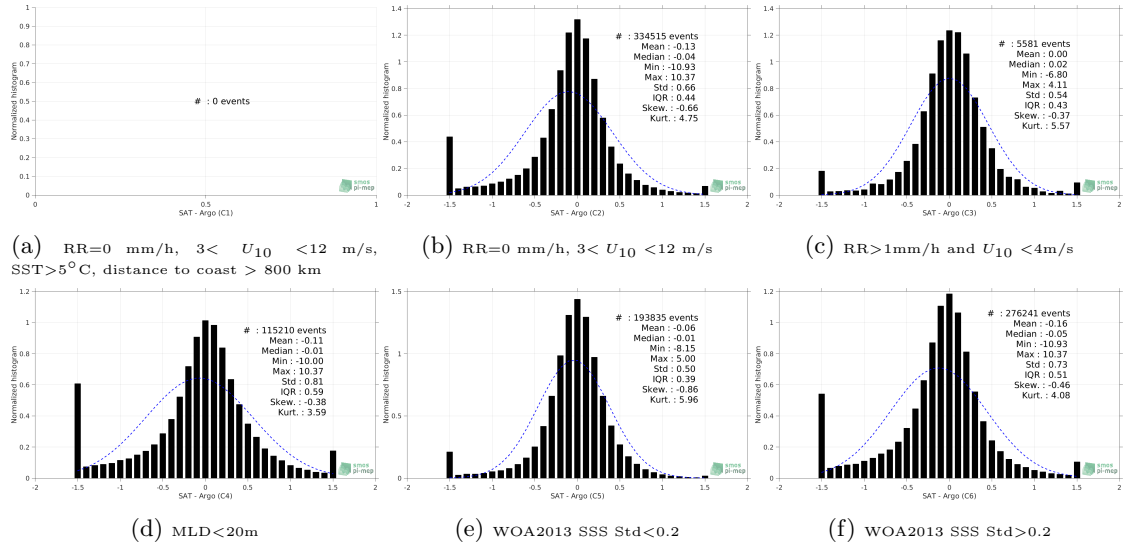 Normalized histogram
1
0.9
0.8
0.7
0.6
0.5
0.4
0.3
0.2
0.1
0
# : 0 events
0 0.5 1
SAT - Argo (C1)
smos
pi-mep
(a) RR=0 mm/h, 3< U10 <12 m/s,
SST>5°C, distance to coast > 800 km
Normalized histogram
1.4
1.2
1
0.8
0.6
0.4
0.2
0
# : 334515 events
Mean : -0.13
Median : -0.04
Min : -10.93
Max : 10.37
Std : 0.66
IQR : 0.44
Skew. : -0.66
Kurt. : 4.75
-2 -1.5 -1 -0.5 0 0.5 1 1.5 2
SAT - Argo (C2)
smos
pi-mep
(b) RR=0 mm/h, 3< U10 <12 m/s
Normalized histogram
1.4
1.2
1
0.8
0.6
0.4
0.2
0
# : 5581 events
Mean : 0.00
Median : 0.02
Min : -6.80
Max : 4.11
Std : 0.54
IQR : 0.43
Skew. : -0.37
Kurt. : 5.57
-2 -1.5 -1 -0.5 0 0.5 1 1.5 2
SAT - Argo (C3)
smos
pi-mep
(c) RR>1mm/h and U10 <4m/s
Normalized histogram
1.2
1
0.8
0.6
0.4
0.2
0
# : 115210 events
Mean : -0.11
Median : -0.01
Min : -10.00
Max : 10.37
Std : 0.81
IQR : 0.59
Skew. : -0.38
Kurt. : 3.59
-2 -1.5 -1 -0.5 0 0.5 1 1.5 2
SAT - Argo (C4)
smos
pi-mep
(d) MLD<20m
Normalized histogram
1.5
1
0.5
0
# : 193835 events
Mean : -0.06
Median : -0.01
Min : -8.15
Max : 5.00
Std : 0.50
IQR : 0.39
Skew. : -0.86
Kurt. : 5.96
-2 -1.5 -1 -0.5 0 0.5 1 1.5 2
SAT - Argo (C5)
smos
pi-mep
(e) WOA2013 SSS Std<0.2
Normalized histogram
1.2
1
0.8
0.6
0.4
0.2
0
# : 276241 events
Mean : -0.16
Median : -0.05
Min : -10.93
Max : 10.37
Std : 0.73
IQR : 0.51
Skew. : -0.46
Kurt. : 4.08
-2 -1.5 -1 -0.5 0 0.5 1 1.5 2
SAT - Argo (C6)
smos
pi-mep
(f) WOA2013 SSS Std>0.2